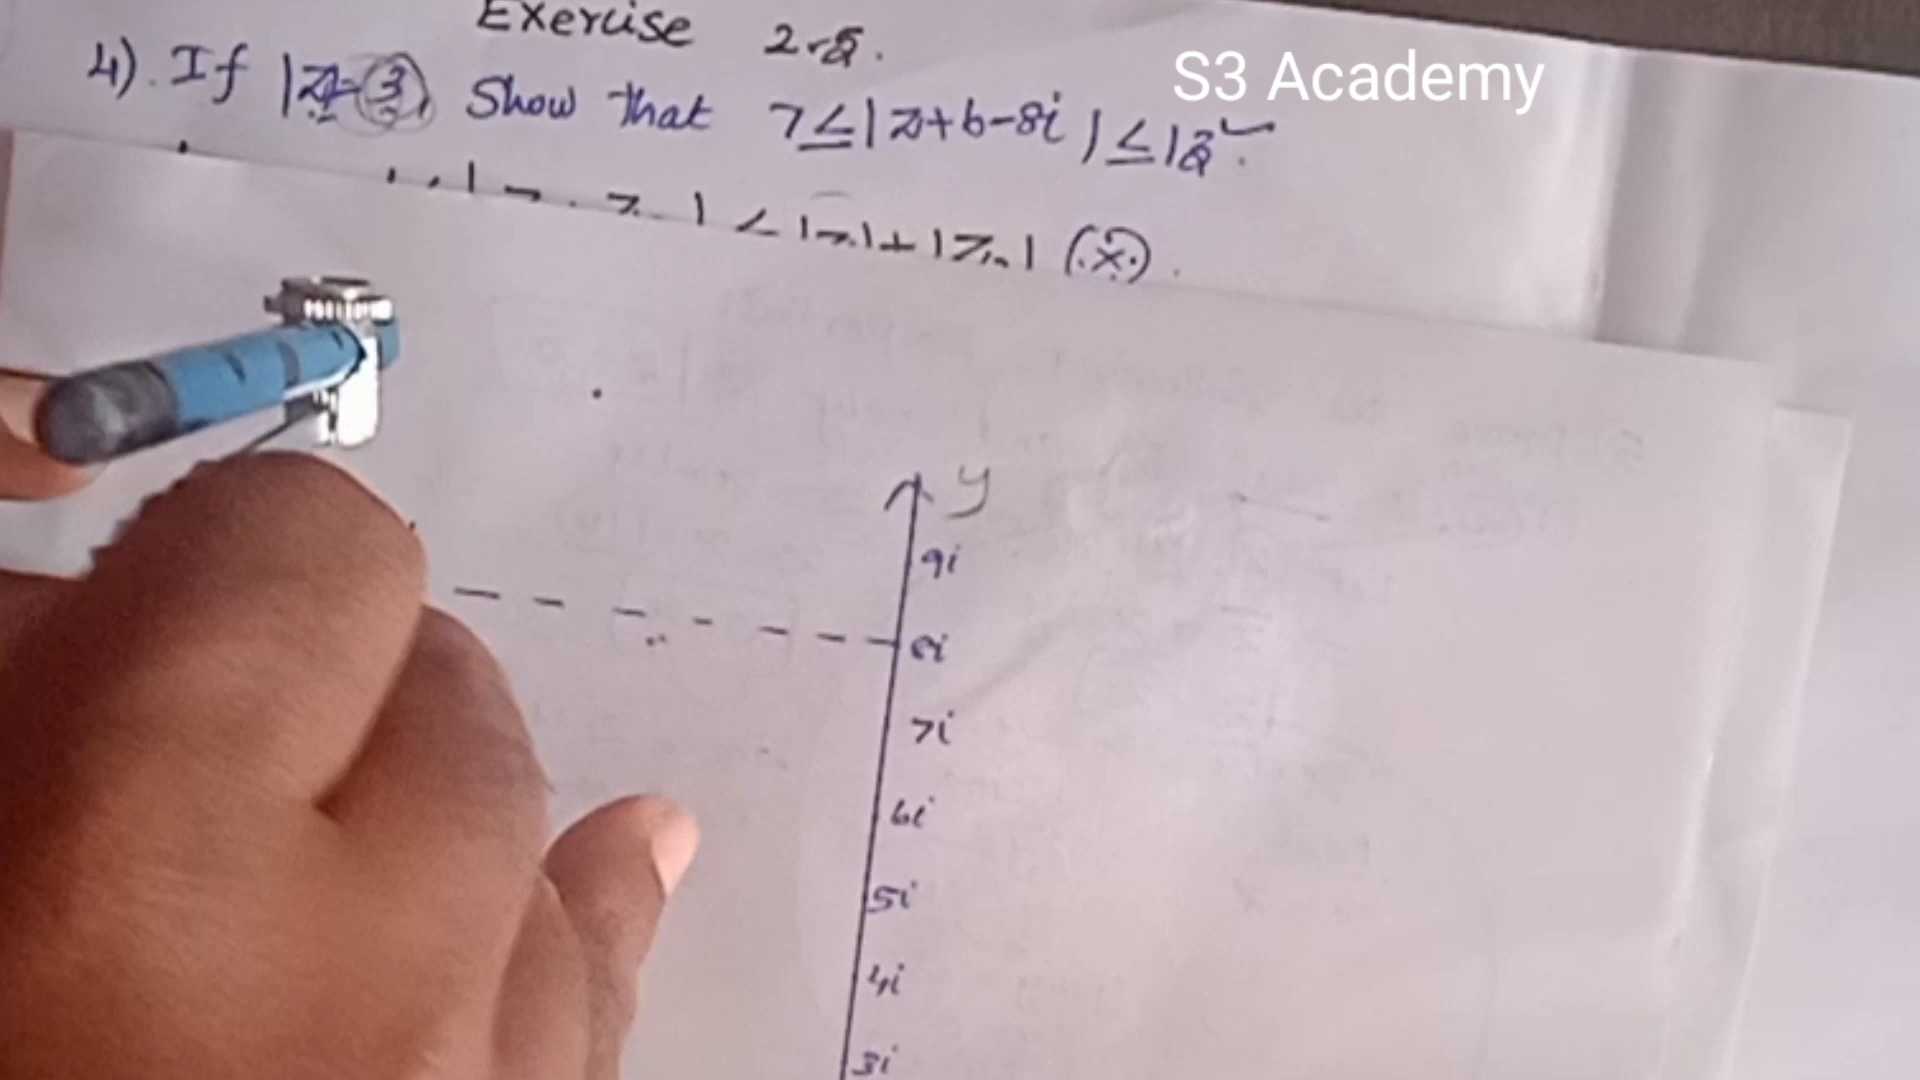 Exercise 2.5.
S3 Academy
4). If |z|=3, Show that 7≤|z+6-8i|≤13.
9i
8i
7i
6i
5i
4i
3i
y